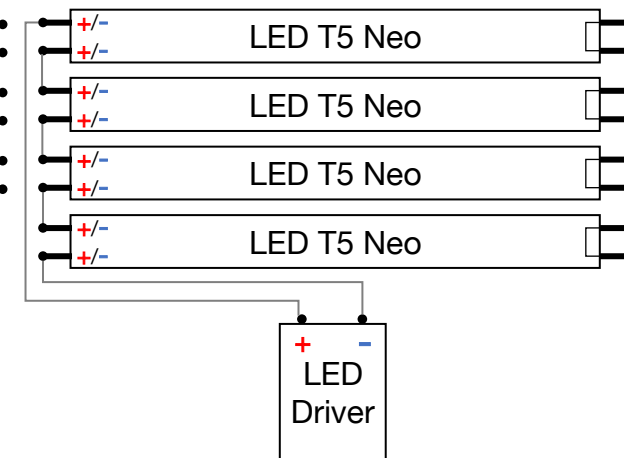 +/-
LED T5 Neo
+/-
+/-
LED T5 Neo
+/-
+/-
LED T5 Neo
+/-
+/-
LED T5 Neo
+/-
+ -
LED
Driver